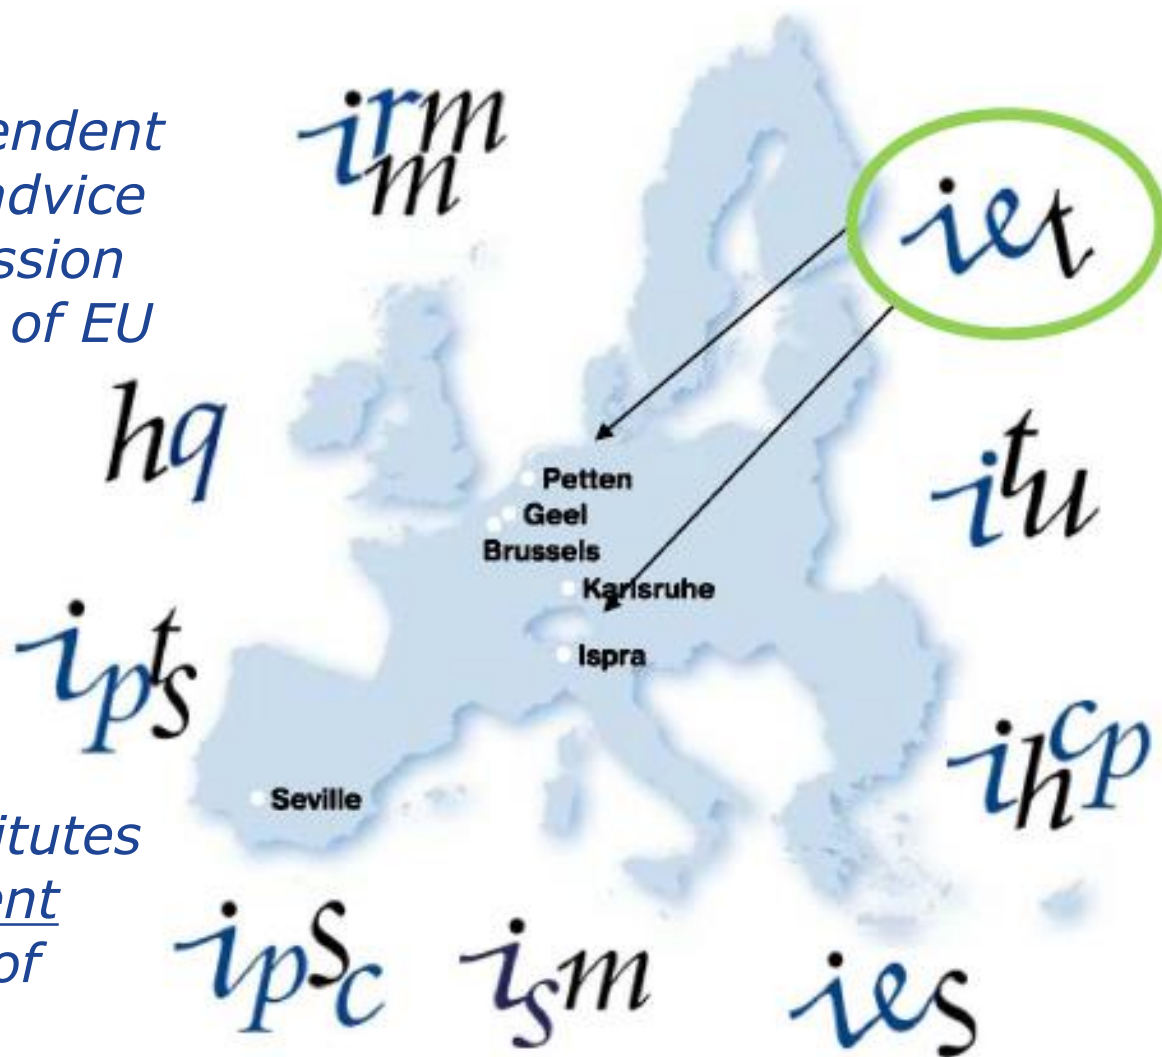 endent
advice
ssion
of EU
irmm
iet
hq
itu
Petten
Geel
Brussels
Karlsruhe
Ispra
ipts
ihcp
Seville
itutes
ent
of
ipsc
ism
ies